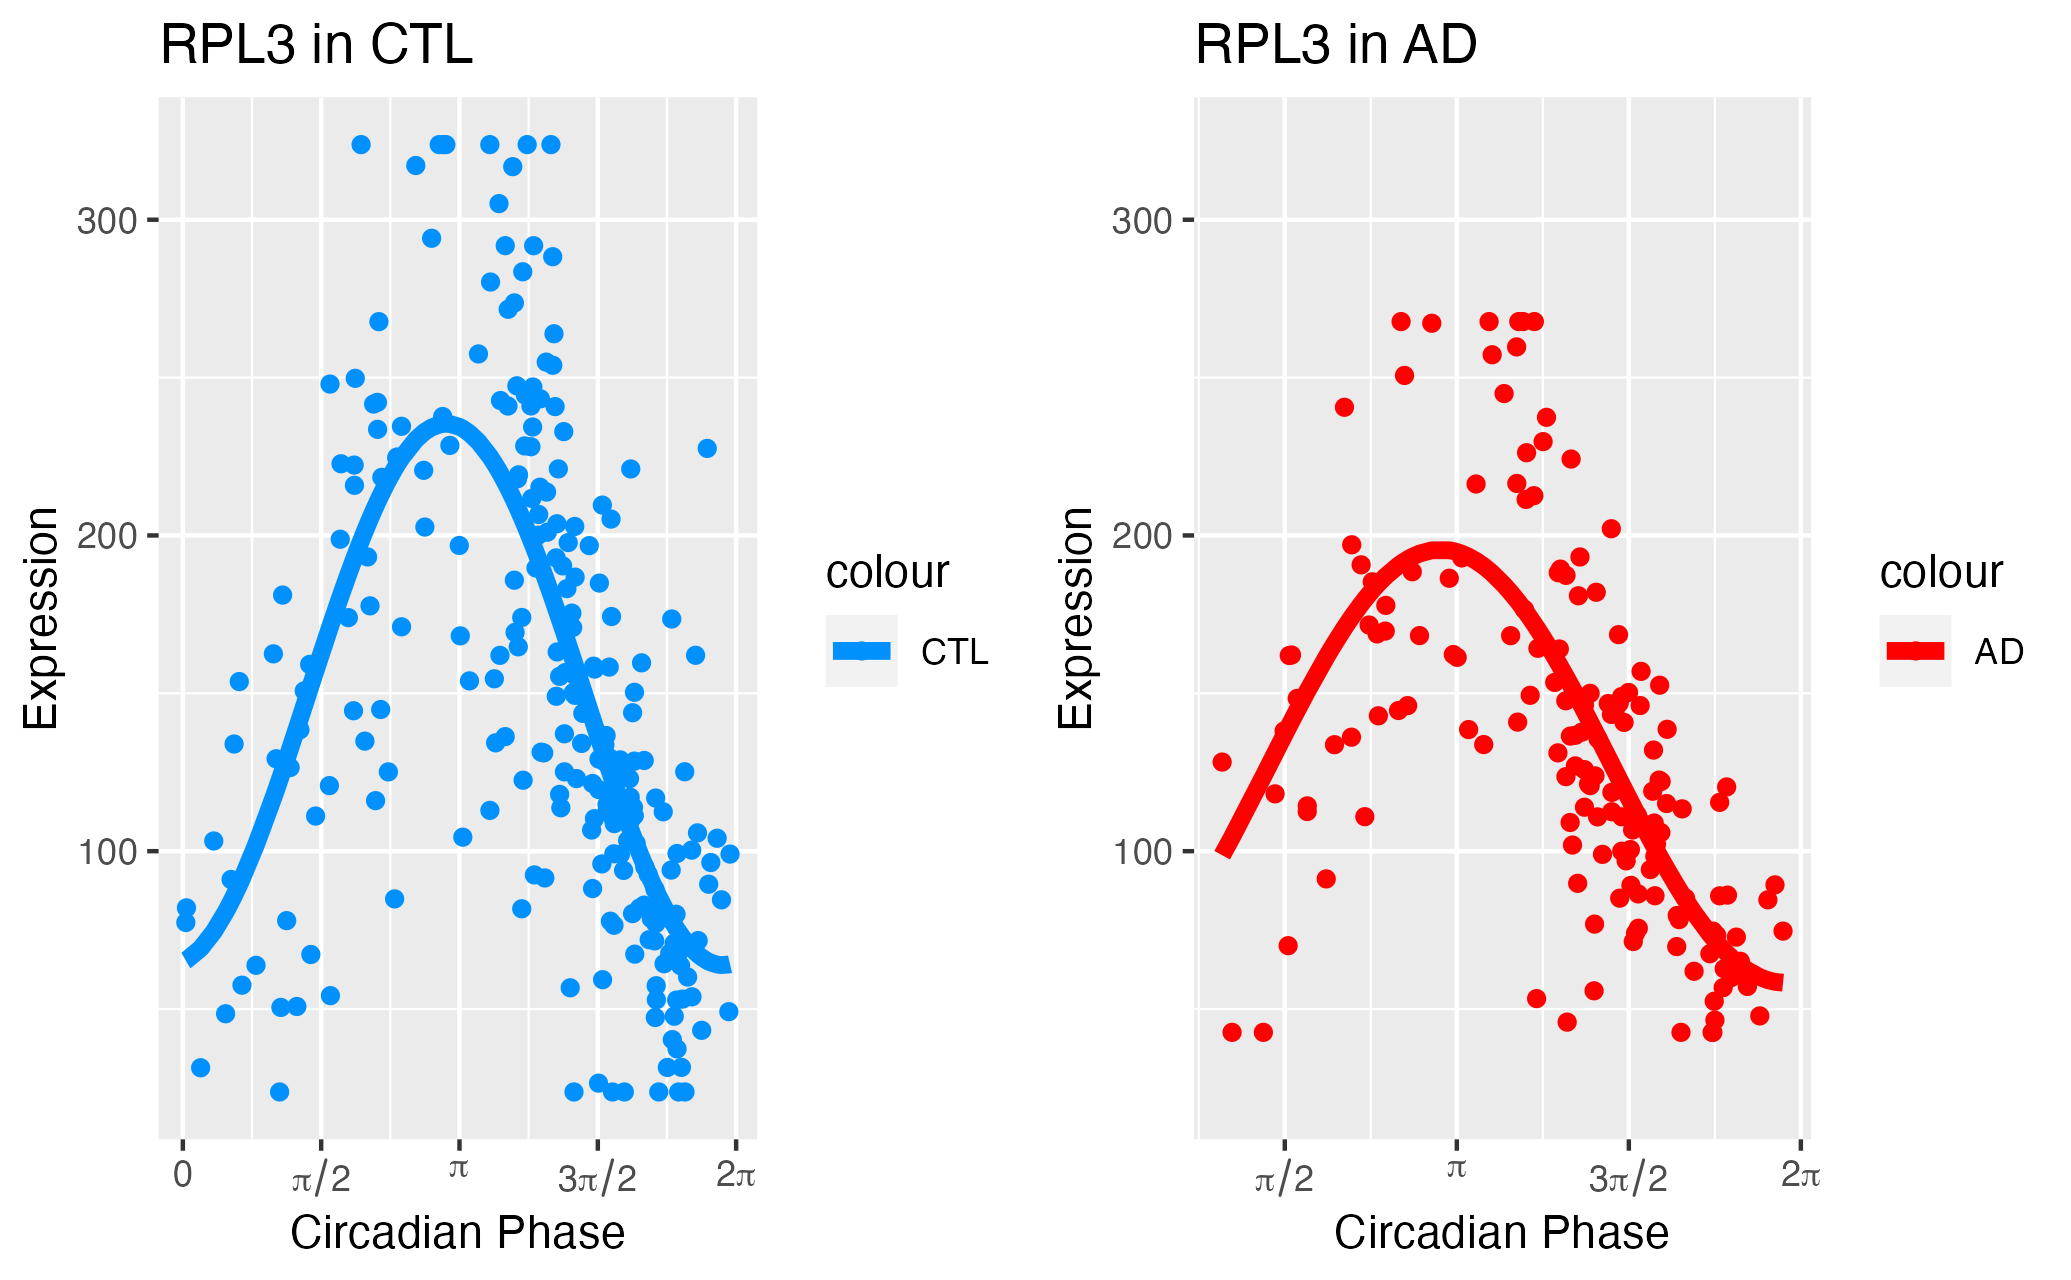 RPL3 in CTL
300
200
100
Expression
0
π/2
π
3π/2
2π
Circadian Phase
colour
CTL
RPL3 in AD
300
200
100
Expression
π/2
π
3π/2
2π
Circadian Phase
colour
AD